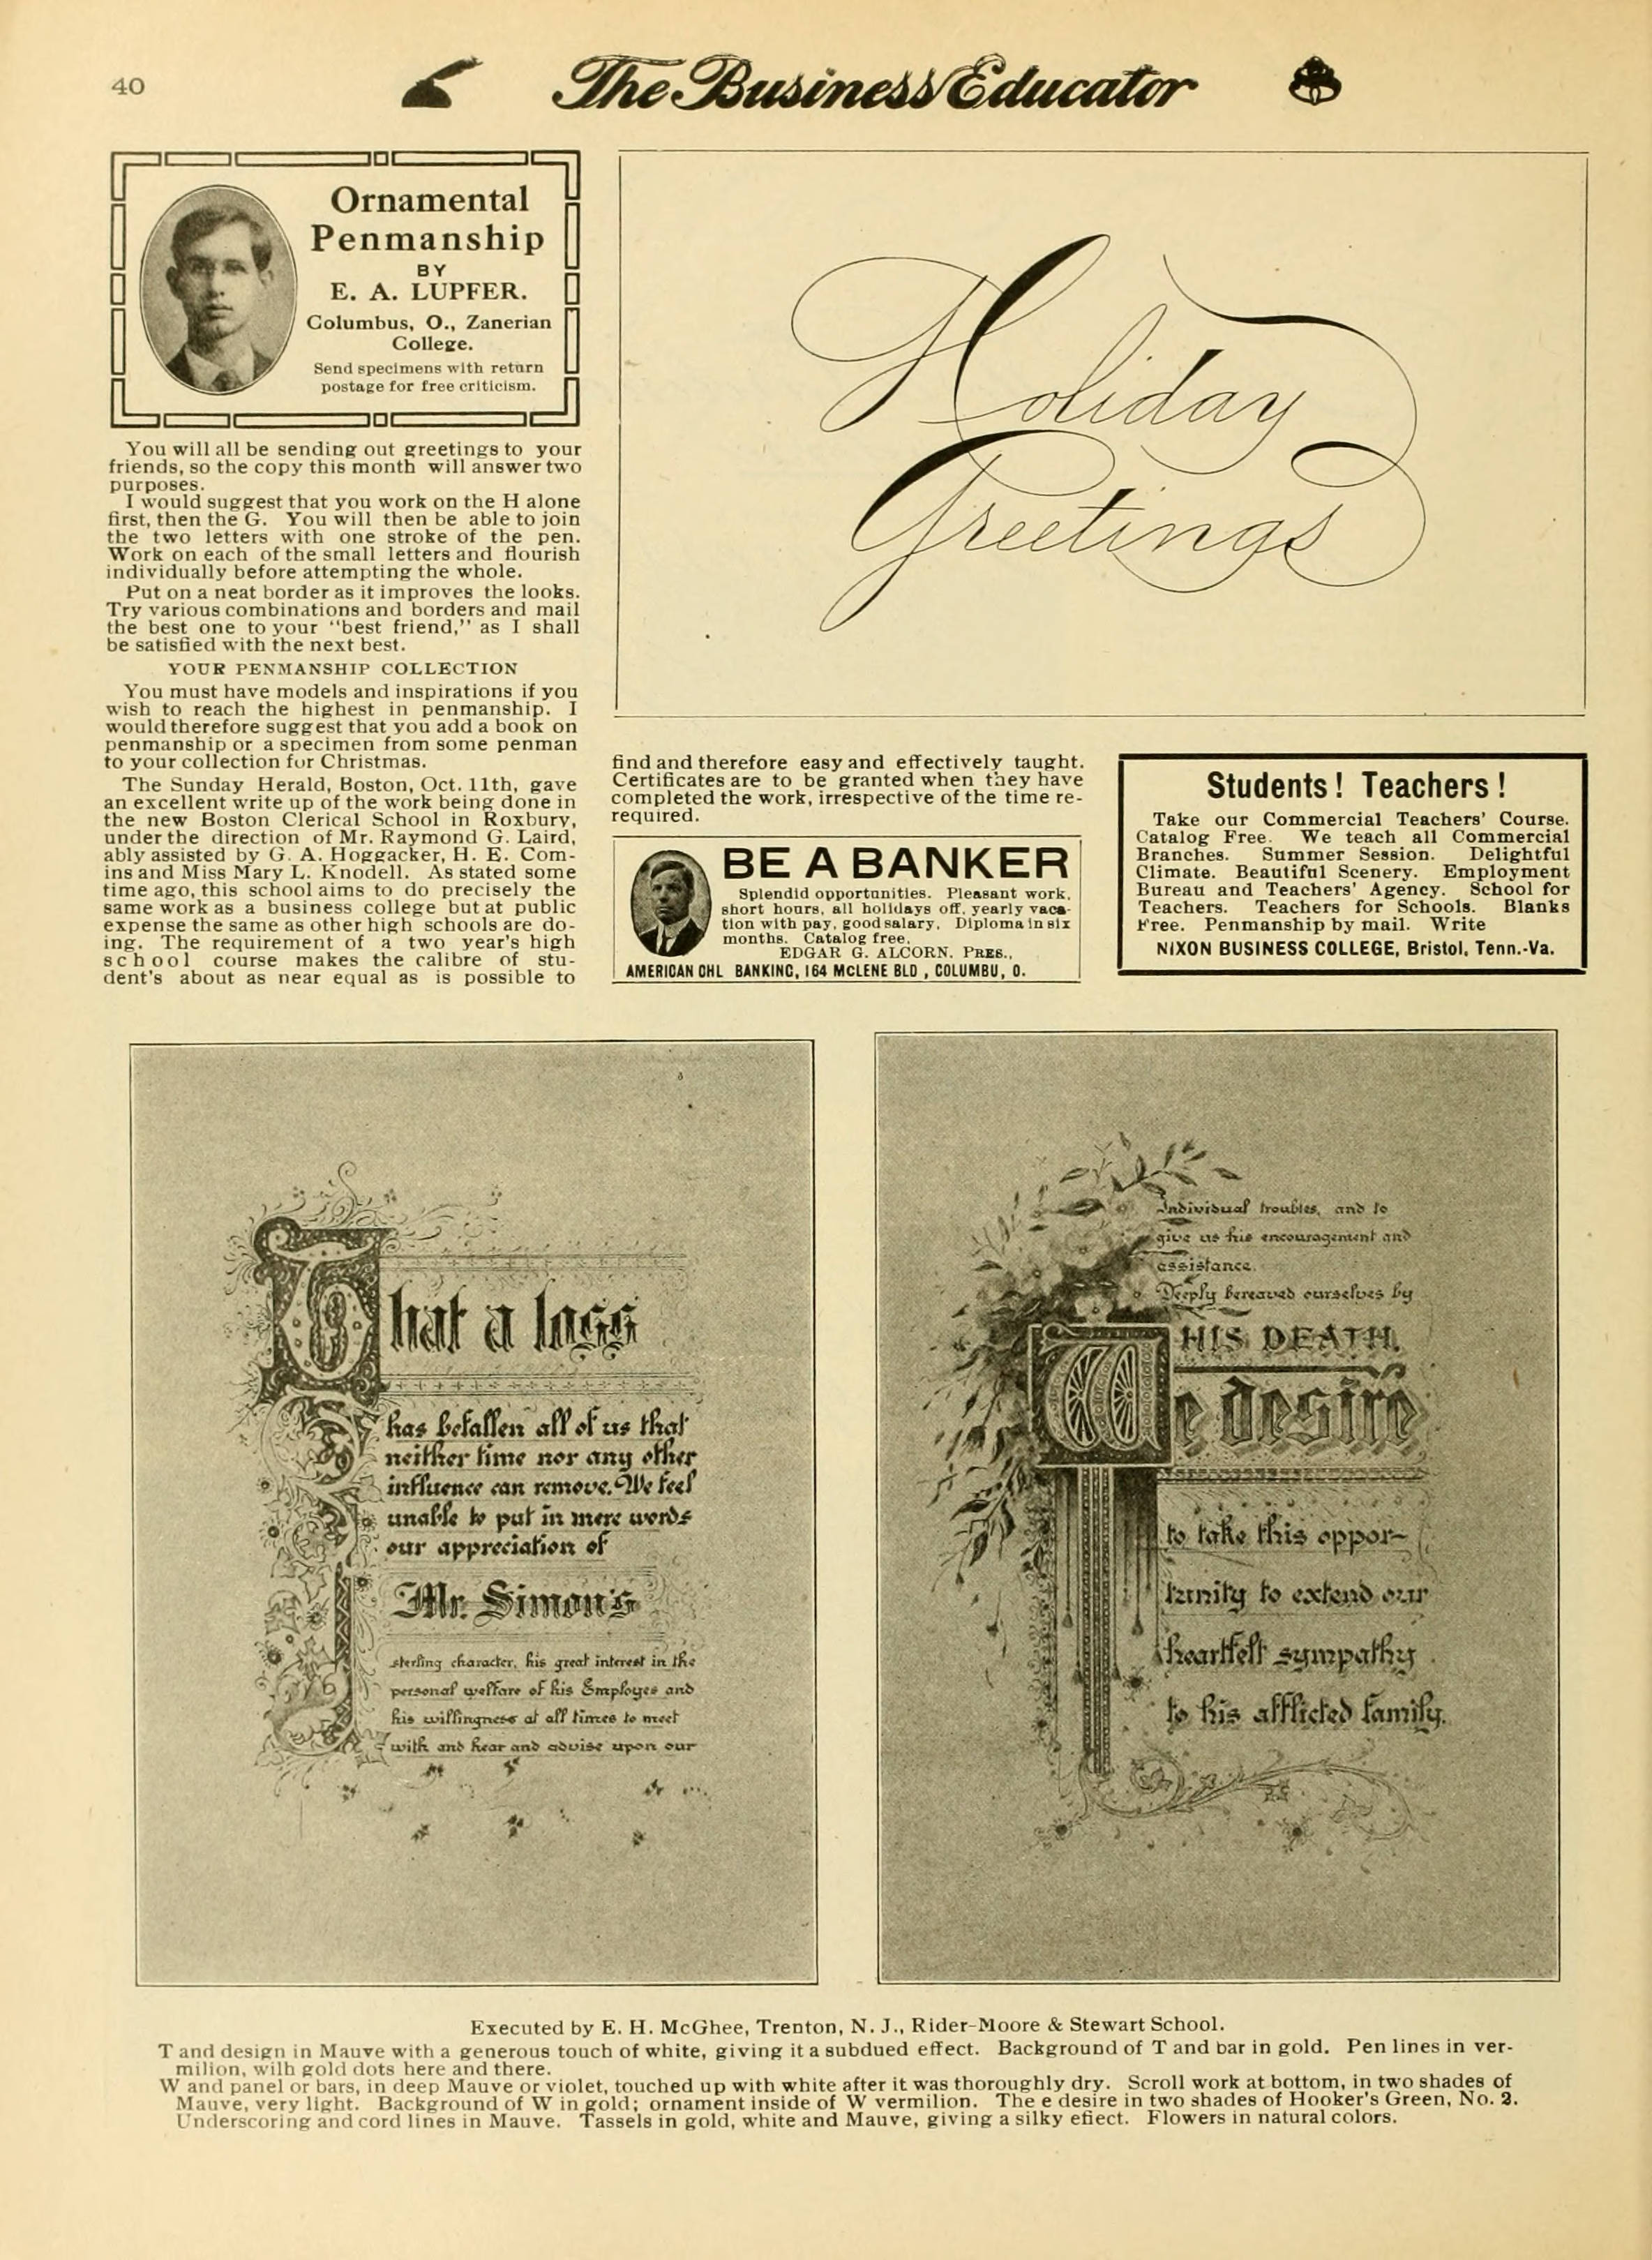 40
The Business Educator
Ornamental
Penmanship
BY
E. A. LUPFER.
Columbus, O., Zanerian
College.
Send specimens with return
postage for free criticism.
You will all be sending out greetings to your
friends, so the copy this month will answer two
purposes.
I would suggest that you work on the H alone
first, then the G. You will then be able to join
the two letters with one stroke of the pen.
Work on each of the small letters and flourish
individually before attempting the whole.
Put on a neat border as it improves the looks.
Try various combinations and borders and mail
the best one to your "best friend," as I shall
be satisfied with the next best.
YOUR PENMANSHIP COLLECTION
You must have models and inspirations if you
wish to reach the highest in penmanship. I
would therefore suggest that you add a book on
penmanship or a specimen from some penman
to your collection for Christmas.
The Sunday Herald, Boston, Oct. 11th, gave
an excellent write up of the work being done in
the new Boston Clerical School in Roxbury,
under the direction of Mr. Raymond G. Laird,
ably assisted by G. A. Hoggacker, H. E. Com-
ins and Miss Mary L. Knodell. As stated some
time ago, this school aims to do precisely the
same work as a business college but at public
expense the same as other high schools are do-
ing. The requirement of a two year's high
school course makes the calibre of stu-
dent's about as near equal as is possible to
Holiday
Greetings
find and therefore easy and effectively taught.
Certificates are to be granted when they have
completed the work, irrespective of the time re-
required.
BE A BANKER
Splendid opportunities. Pleasant work,
short hours, all holidays off, yearly vaca-
tion with pay, good salary. Diploma in six
months. Catalog free.
EDGAR G. ALCORN. PRES.,
AMERICAN OHL BANKING, 164 MCLENE BLD , COLUMBU, O.
Students! Teachers!
Take our Commercial Teachers' Course.
Catalog Free. We teach all Commercial
Branches. Summer Session. Delightful
Climate. Beautiful Scenery. Employment
Bureau and Teachers' Agency. School for
Teachers. Teachers for Schools. Blanks
Free. Penmanship by mail. Write
NIXON BUSINESS COLLEGE, Bristol, Tenn.-Va.
That a loss
has befallen all of us that
neither time nor any other
influence can remove. We feel
unable to put in mere words
our appreciation of
Mr. Simon's
sterling character, his great interest in the
personal welfare of his Employes and
his willingness at all times to meet
with and hear and advise upon our
Individual troubles, and to
give us his encouragement and
assistance.
Deeply bereaved ourselves by
HIS DEATH,
We desire
to take this oppor-
tunity to extend our
heartfelt sympathy
to his afflicted family.
Executed by E. H. McGhee, Trenton, N. J., Rider-Moore & Stewart School.
T and design in Mauve with a generous touch of white, giving it a subdued effect. Background of T and bar in gold. Pen lines in ver-
milion, wilh gold dots here and there.
W and panel or bars, in deep Mauve or violet, touched up with white after it was thoroughly dry. Scroll work at bottom, in two shades of
Mauve, very light. Background of W in gold; ornament inside of W vermilion. The e desire in two shades of Hooker's Green, No. 2.
Underscoring and cord lines in Mauve. Tassels in gold, white and Mauve, giving a silky efiect. Flowers in natural colors.